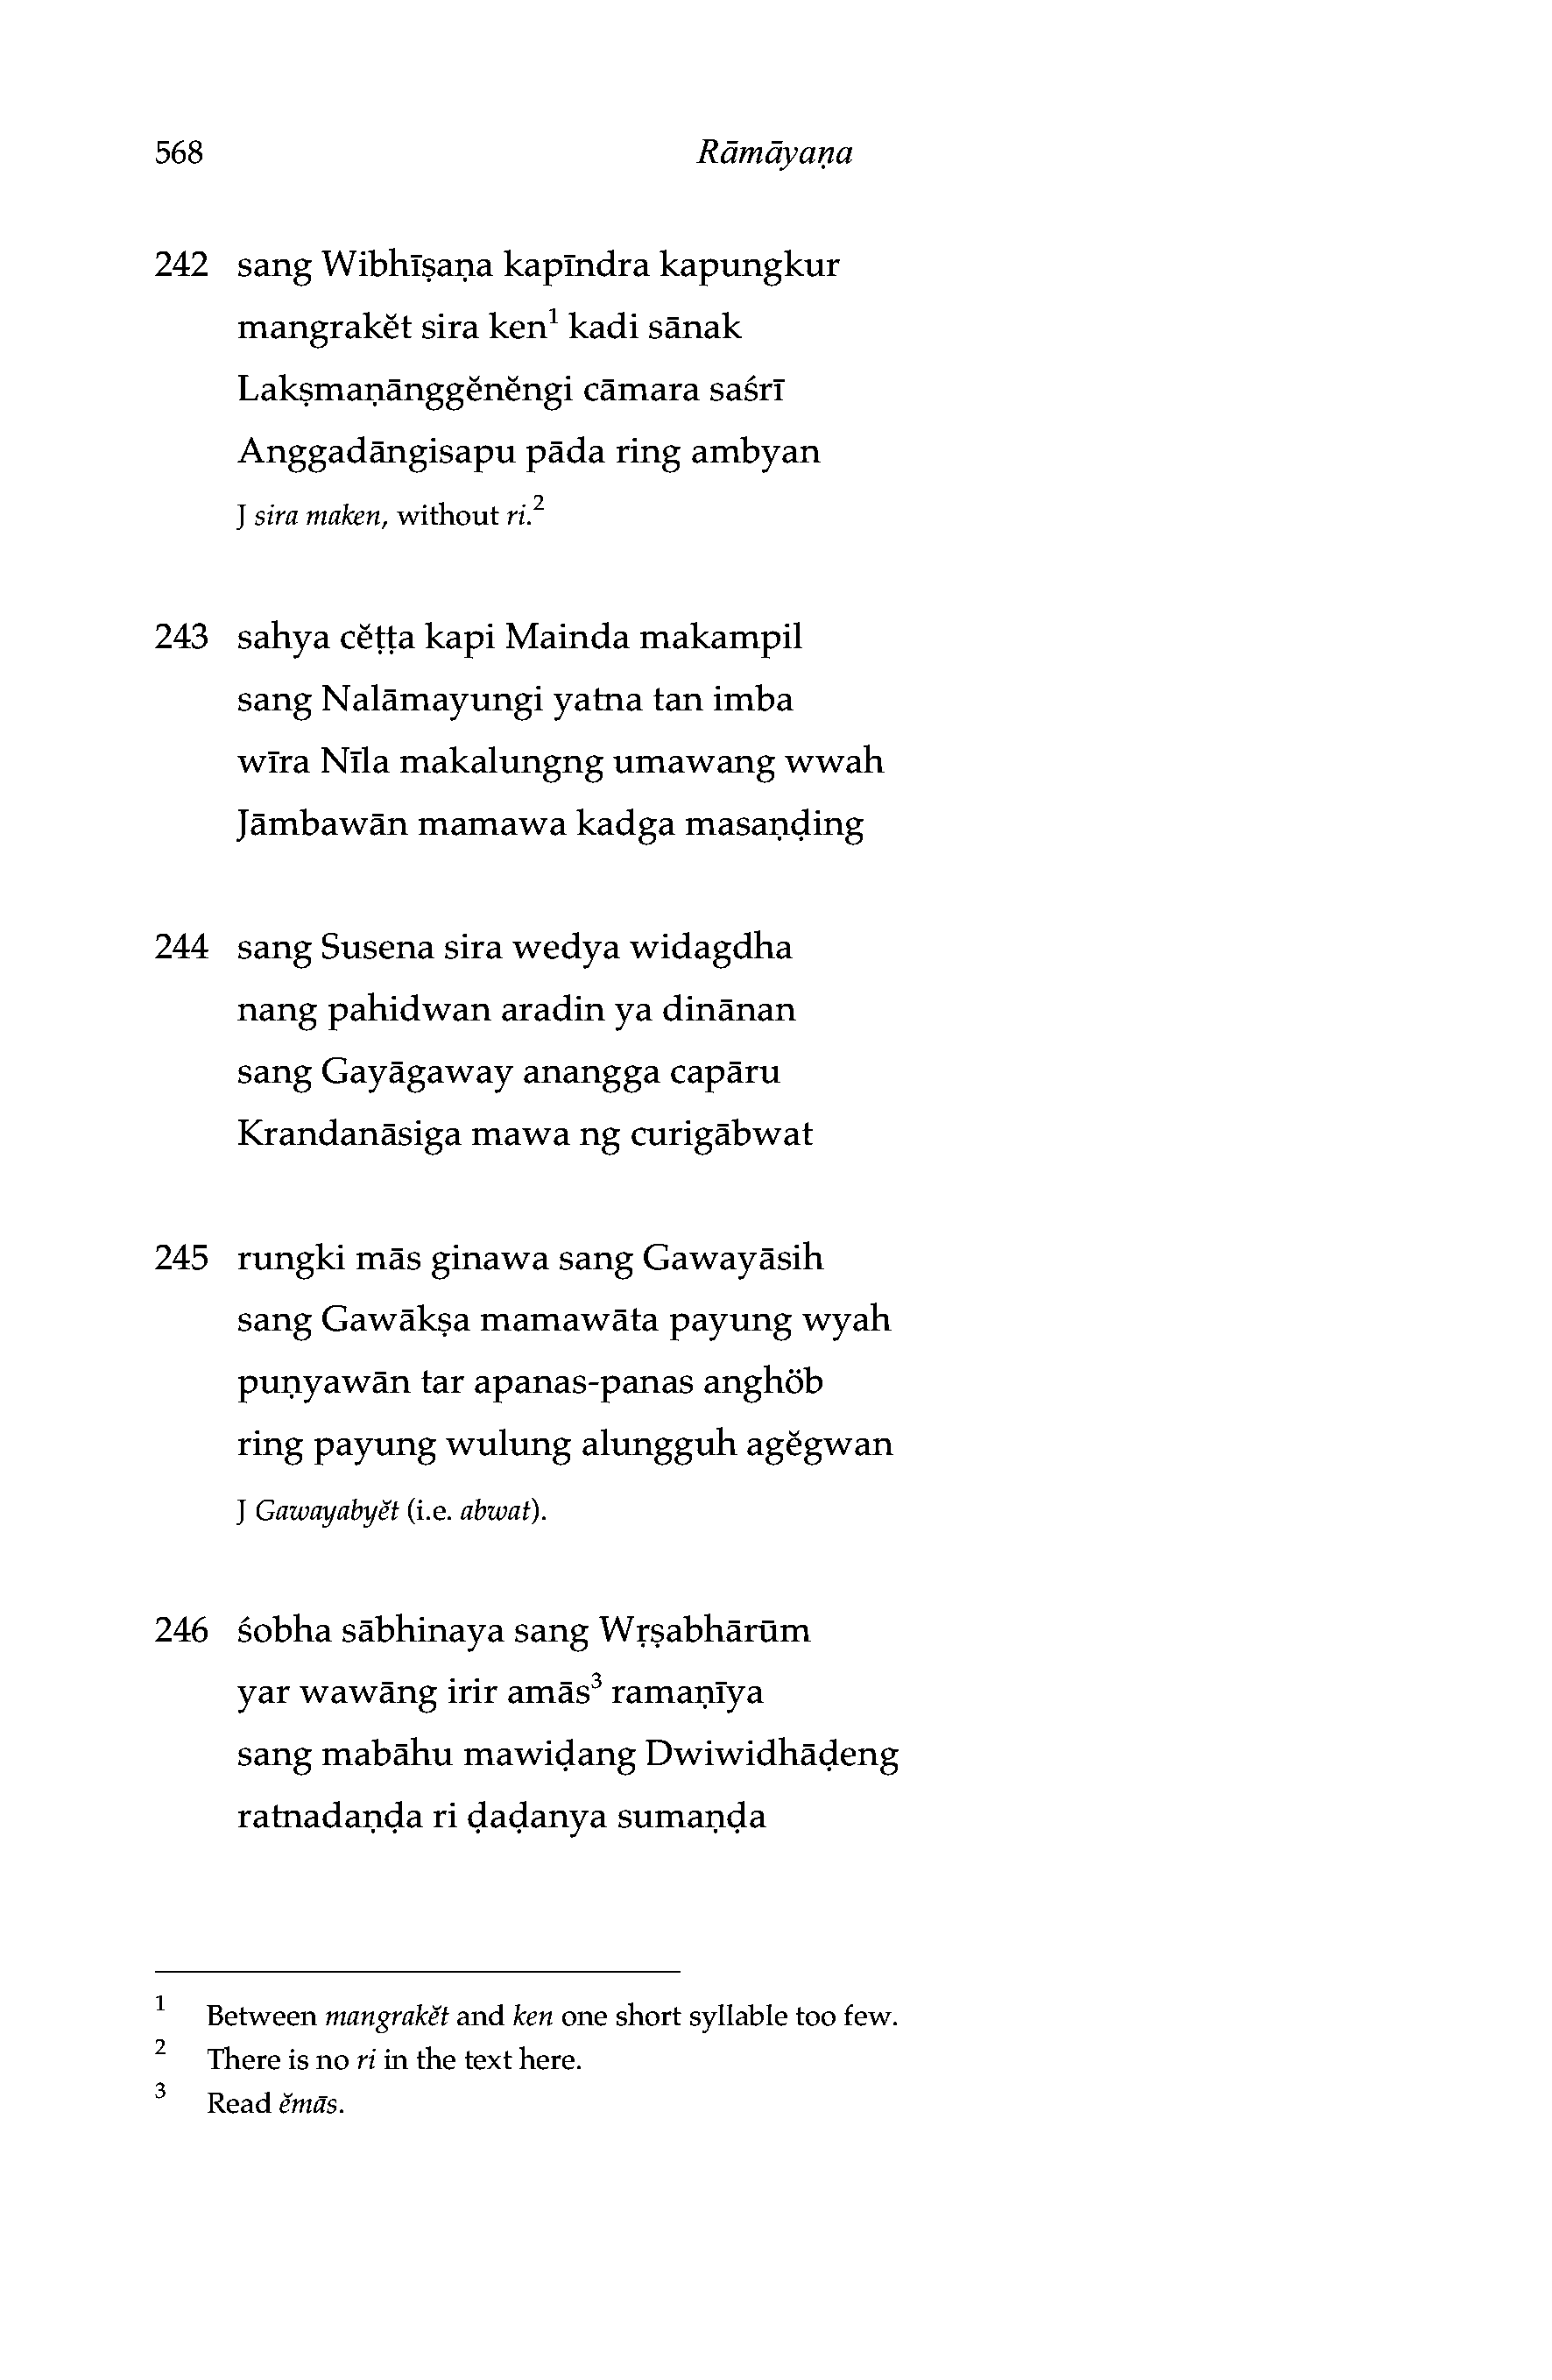 568 Rāmāyaṇa
242 sang Wibhīṣaṇa kapīndra kapungkur
mangrakĕt sira ken¹ kadi sānak
Lakṣmaṇānggĕnĕngi cāmara saśrī
Anggadāngisapu pāda ring ambyan
J sira maken, without ri.²
243 sahya cĕṭṭa kapi Mainda makampil
sang Nalāmayungi yatna tan imba
wīra Nīla makalungng umawang wwah
Jāmbawān mamawa kadga masaṇḍing
244 sang Susena sira wedya widagdha
nang pahidwan aradin ya dinānan
sang Gayāgaway anangga capāru
Krandanāsiga mawa ng curigābwat
245 rungki mās ginawa sang Gawayāsih
sang Gawākṣa mamawāta payung wyah
puṇyawān tar apanas-panas anghöb
ring payung wulung alungguh agĕgwan
J Gawayabyĕt (i.e. abwat).
246 śobha sābhinaya sang Wṛṣabhārūm
yar wawāng irir amās³ ramaṇīya
sang mabāhu mawiḍang Dwiwidhāḍeng
ratnadaṇḍa ri ḍaḍanya sumaṇḍa
1 Between mangrakĕt and ken one short syllable too few.
2 There is no ri in the text here.
3 Read ĕmās.